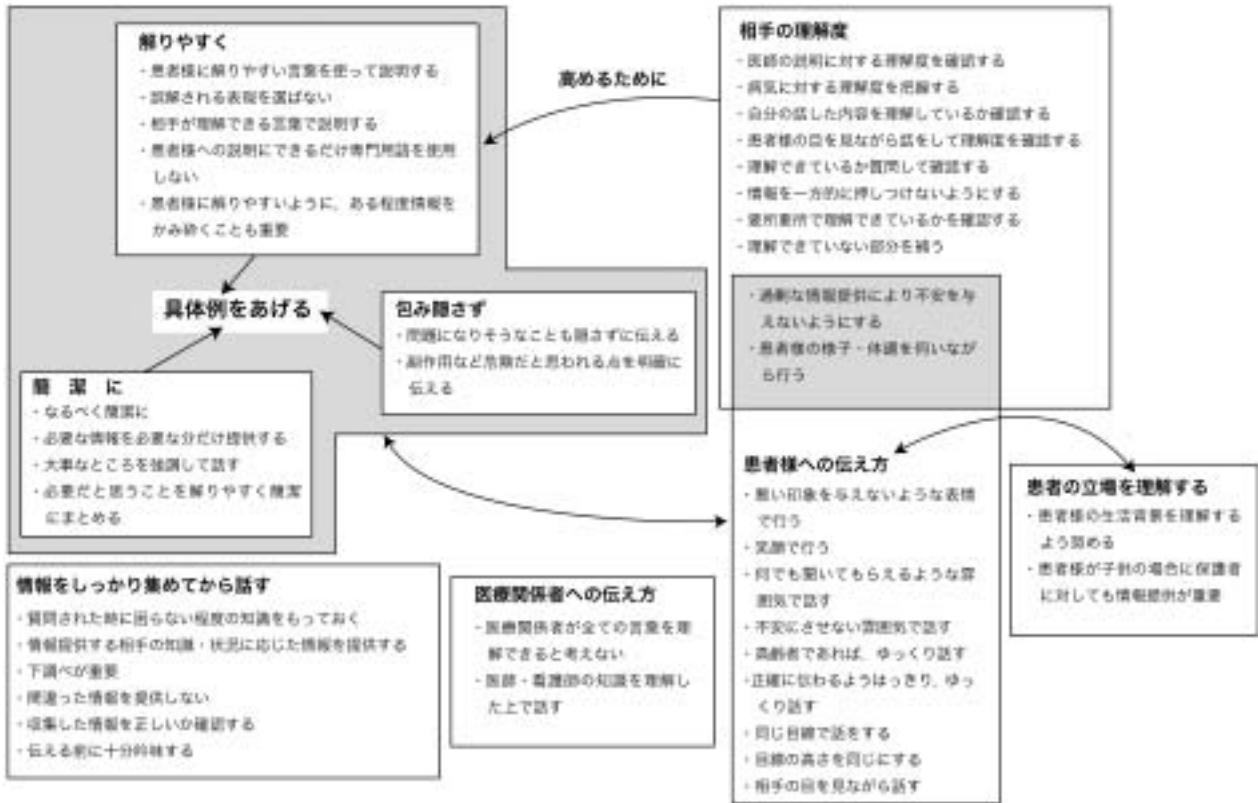 解りやすく
・患者様に解りやすい言葉を使って説明する
・誤解される表現を選ばない
・相手が理解できる言葉で説明する
・患者様への説明にできるだけ専門用語を使用
しない
・患者様に解りやすいように、ある程度情報を
かみ砕くことも重要
高めるために
相手の理解度
・医師の説明に対する理解度を確認する
・病気に対する理解度を把握する
・自分の話した内容を理解しているか確認する
・患者様の目を見ながら話をして理解度を確認する
・理解できているか質問して確認する
・情報を一方的に押しつけないようにする
・要所要所で理解できているかを確認する
・理解できていない部分を補う
・過剰な情報提供により不安を与
えないようにする
・患者様の様子・体調を伺いなが
ら行う
具体例をあげる
包み隠さず
・問題になりそうなことも隠さずに伝える
・副作用など危険だと思われる点を明確に
伝える
簡 潔 に
・なるべく簡潔に
・必要な情報を必要な分だけ提供する
・大事なところを強調して話す
・必要だと思うことを解りやすく簡潔
にまとめる
患者様への伝え方
・悪い印象を与えないような表情
で行う
・笑顔で行う
・何でも聞いてもらえるような雰
囲気で話す
・不安にさせない雰囲気で話す
・高齢者であれば、ゆっくり話す
・正確に伝わるようはっきり、ゆっ
くり話す
・同じ目線で話をする
・目線の高さを同じにする
・相手の目を見ながら話す
患者の立場を理解する
・患者様の生活背景を理解する
よう努める
・患者様が子供の場合に保護者
に対しても情報提供が重要
情報をしっかり集めてから話す
・質問された時に困らない程度の知識をもっておく
・情報提供する相手の知識・状況に応じた情報を提供する
・下調べが重要
・間違った情報を提供しない
・収集した情報を正しいか確認する
・伝える前に十分吟味する
医療関係者への伝え方
・医療関係者が全ての言葉を理
解できると考えない
・医師・看護師の知識を理解し
た上で話す